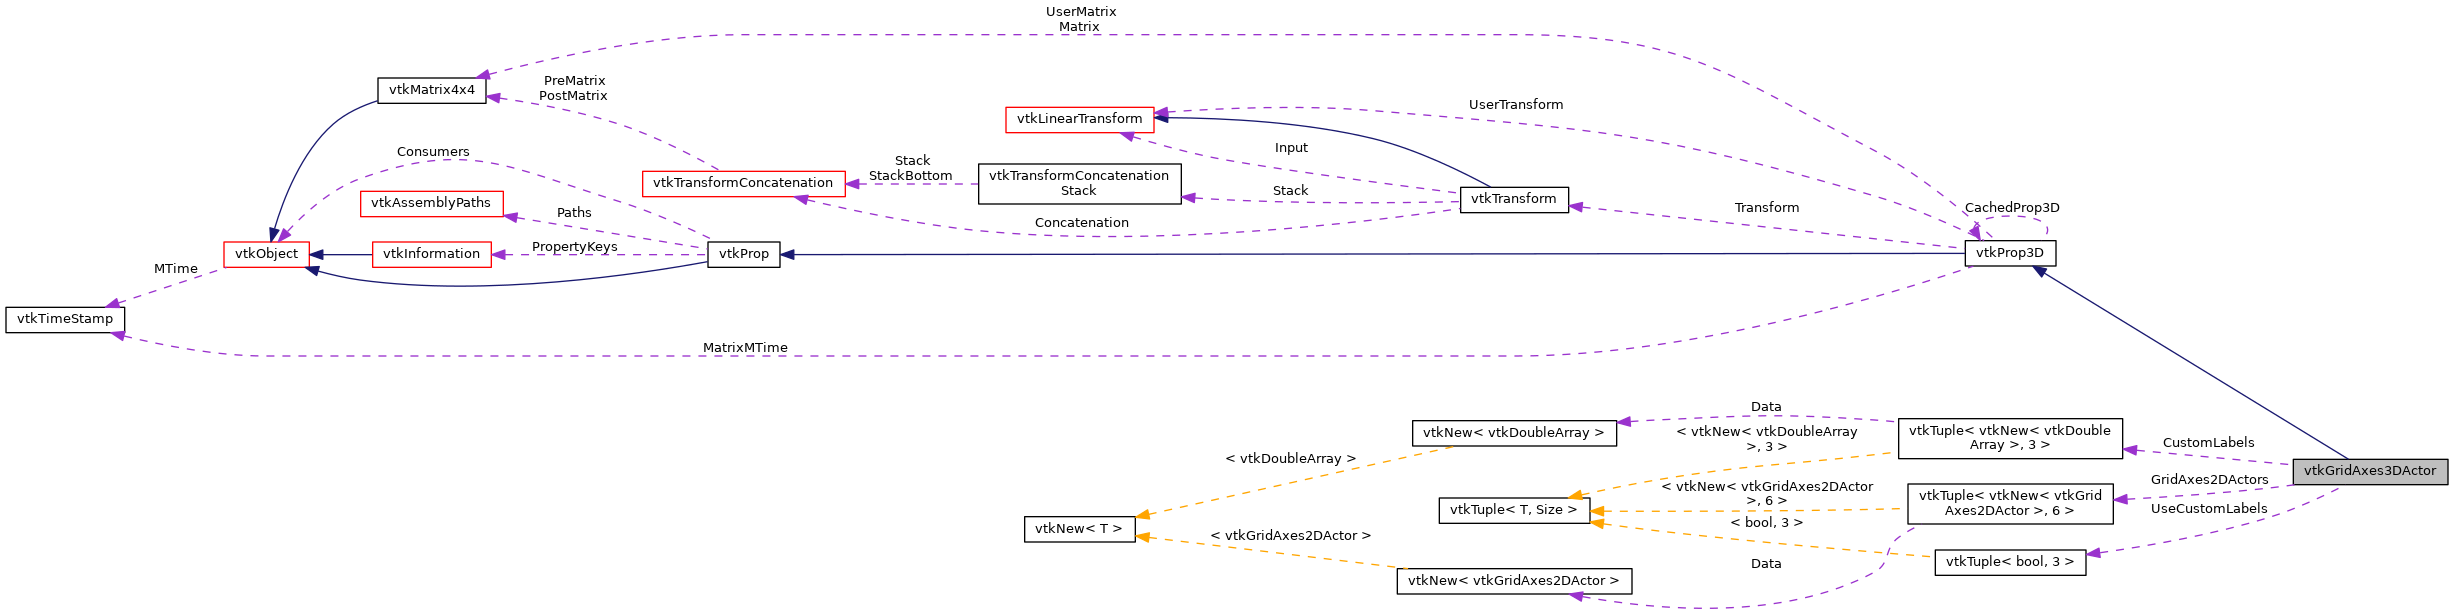 UserMatrix
Matrix
vtkMatrix4x4
PreMatrix
PostMatrix
vtkLinearTransform
UserTransform
Consumers
Input
Stack
StackBottom
vtkTransformConcatenation
vtkTransformConcatenation
Stack
Stack
vtkTransform
vtkAssemblyPaths
Paths
Concatenation
Transform
CachedProp3D
vtkObject
vtkInformation
PropertyKeys
vtkProp
vtkProp3D
MTime
vtkTimeStamp
MatrixMTime
Data
vtkNew< vtkDoubleArray >
< vtkNew< vtkDoubleArray
>, 3 >
vtkTuple< vtkNew< vtkDouble
Array >, 3 >
CustomLabels
< vtkDoubleArray >
vtkGridAxes3DActor
GridAxes2DActors
< vtkNew< vtkGridAxes2DActor
>, 6 >
vtkTuple< vtkNew< vtkGrid
Axes2DActor >, 6 >
UseCustomLabels
vtkTuple< T, Size >
< bool, 3 >
vtkNew< T >
< vtkGridAxes2DActor >
vtkTuple< bool, 3 >
Data
vtkNew< vtkGridAxes2DActor >